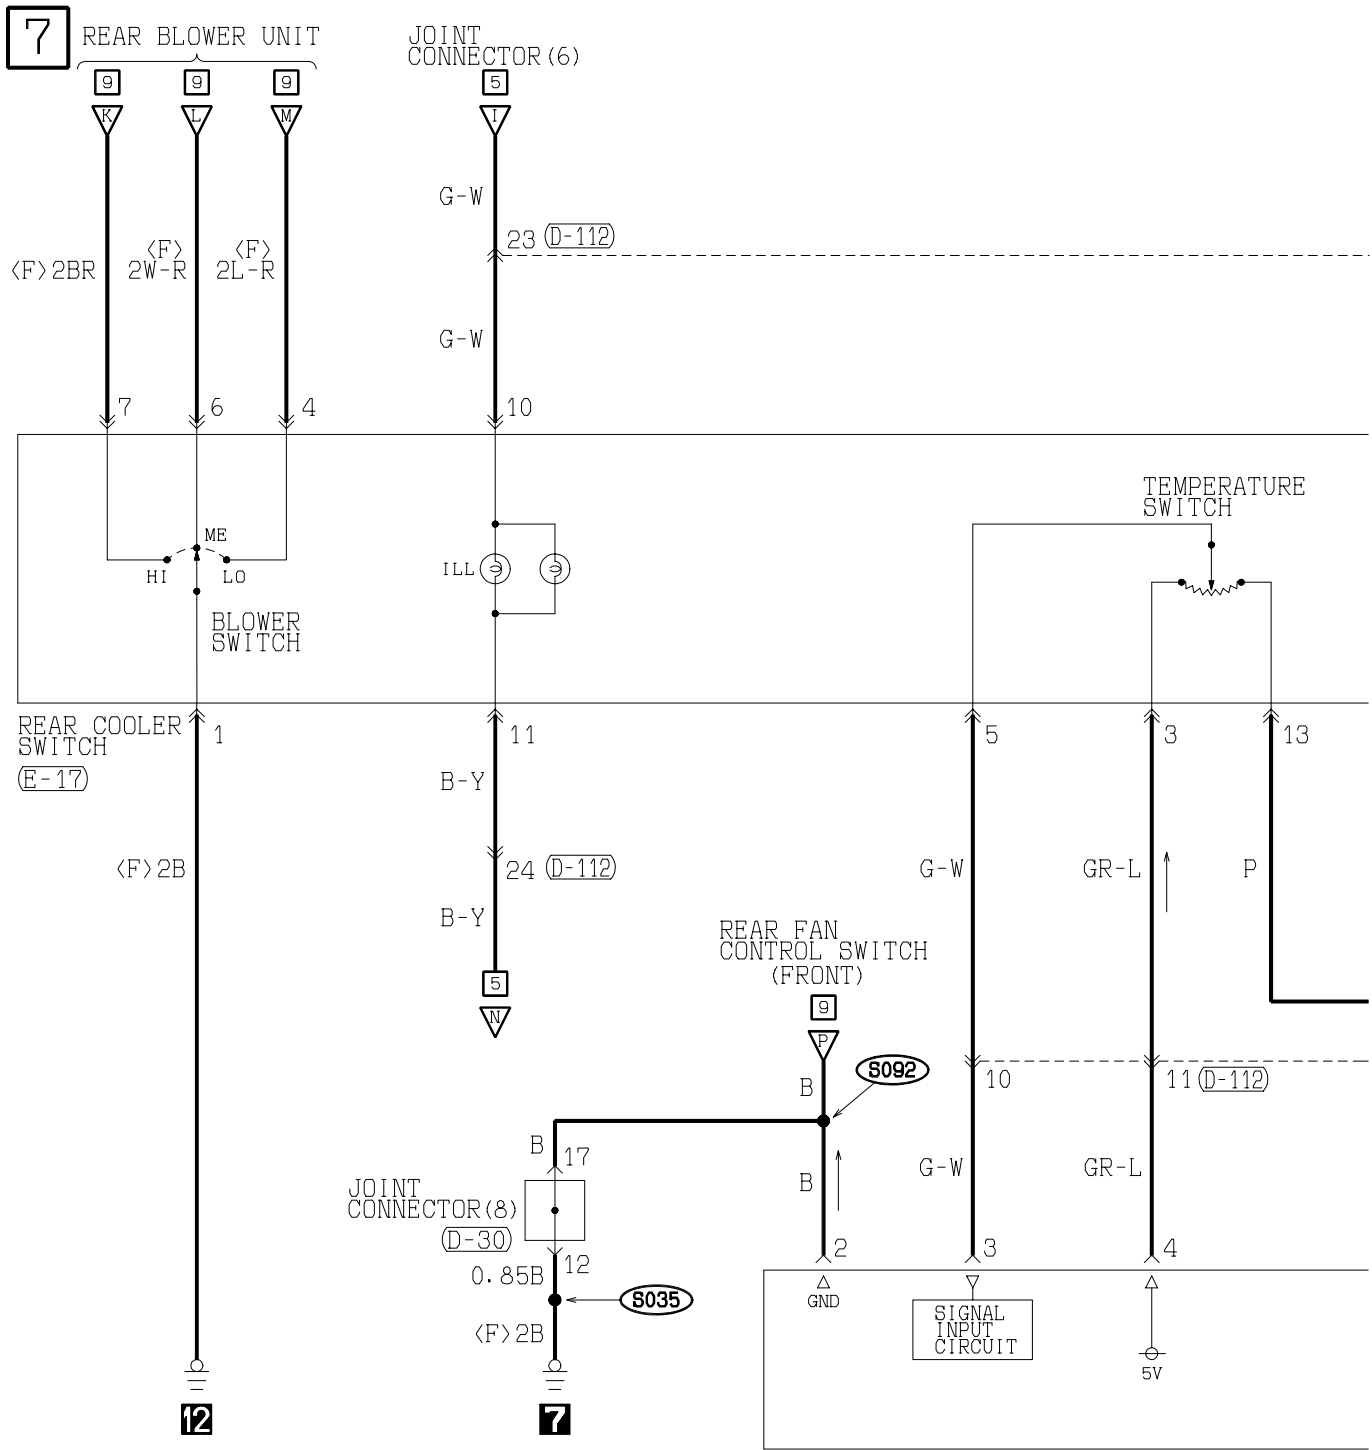 7
REAR BLOWER UNIT
JOINT
CONNECTOR(6)
9
9
9
5
K
L
M
I
G-W
23 (D-112)
<F>2BR
<F>
2W-R
<F>
2L-R
G-W
7
6
4
10
TEMPERATURE
SWITCH
ME
HI
LO
ILL
BLOWER
SWITCH
REAR COOLER
SWITCH
(E-17)
1
11
5
3
13
B-Y
<F>2B
24 (D-112)
G-W
GR-L
P
B-Y
REAR FAN
CONTROL SWITCH
(FRONT)
5
N
9
P
S092
B
10
11 (D-112)
B
17
B
G-W
GR-L
JOINT
CONNECTOR(8)
(D-30)
2
3
4
12
0.85B
GND
S035
SIGNAL
INPUT
CIRCUIT
<F>2B
5V
12
7